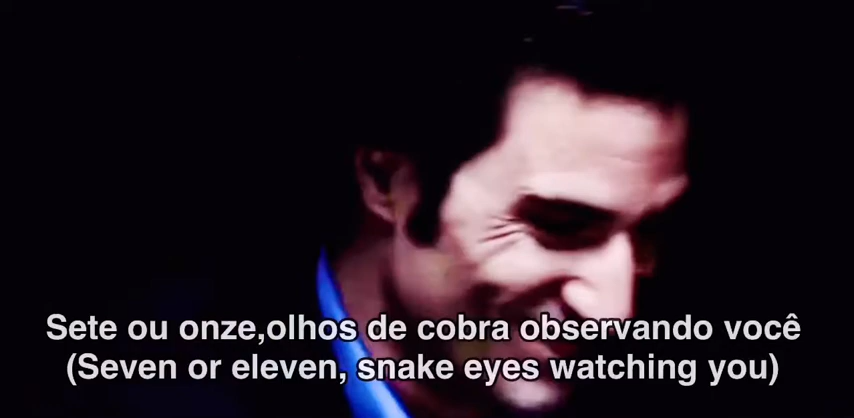 Sete ou onze,olhos de cobra observando você
(Seven or eleven, snake eyes watching you)